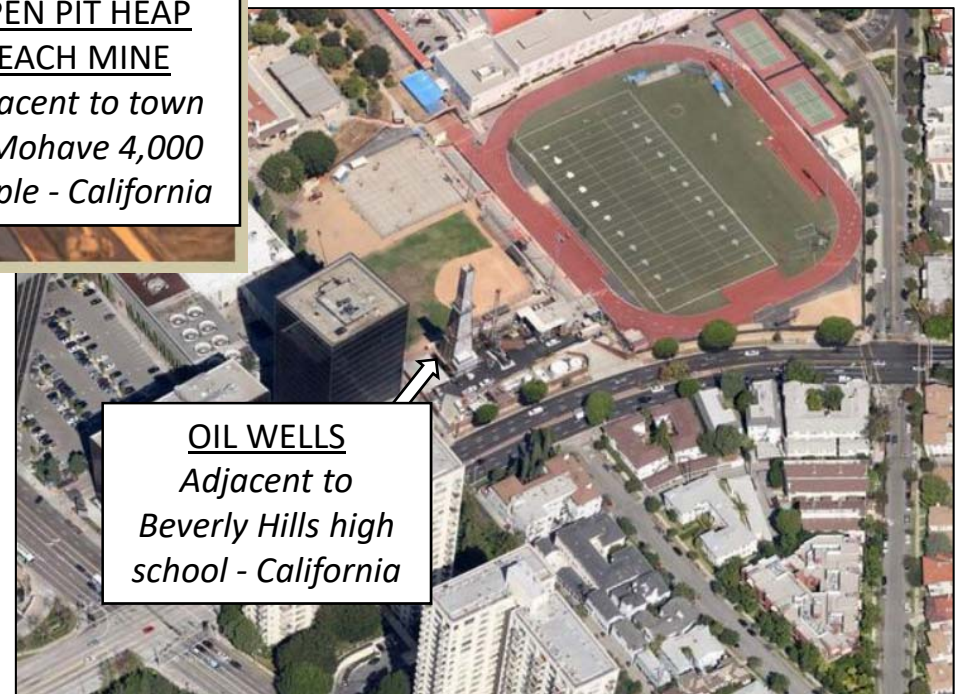 PEN PIT HEAP
EACH MINE
acent to town
Mohave 4,000
ple - California
OIL WELLS
Adjacent to
Beverly Hills high
school - California